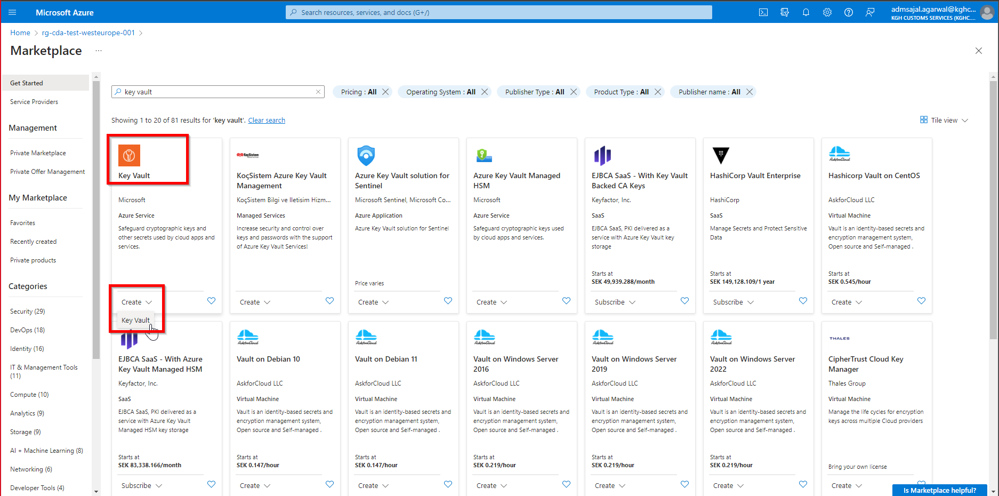 Microsoft Azure
Search resources, services, and docs (G+/)
admsajal.agarwal@kghc...
KGH CUSTOMS SERVICES (KGHC....
Home > rg-cda-test-westeurope-001 >
Marketplace ...
Get Started
Service Providers
Management
Private Marketplace
Private Offer Management
My Marketplace
Favorites
Recently created
Private products
Categories
Security (29)
DevOps (18)
Identity (16)
IT & Management Tools
(11)
Compute (10)
Analytics (9)
Storage (9)
AI + Machine Learning (8)
Networking (6)
Developer Tools (4)
key vault
Pricing : All
Operating System : All
Publisher Type : All
Product Type : All
Publisher name : All
Showing 1 to 20 of 81 results for 'key vault'. Clear search
Tile view
Key Vault
Microsoft
Azure Service
Safeguard cryptographic keys and
other secrets used by cloud apps and
services.
Create
Key Vault
KoçSistem
KoçSistem Azure Key Vault
Management
KoçSistem Bilgi ve Iletisim Hizm...
Managed Services
Increase security and control over
keys and passwords with the support
of Azure Key Vault Services!
Create
Azure Key Vault solution for
Sentinel
Microsoft Sentinel, Microsoft Co...
Azure Application
Azure Key Vault solution for Sentinel
Price varies
Create
Azure Key Vault Managed
HSM
Microsoft
Azure Service
Safeguard cryptographic keys used
by cloud apps and services.
Create
EJBCA SaaS - With Key Vault
Backed CA Keys
Keyfactor, Inc.
SaaS
EJBCA SaaS, PKI delivered as a
service with Azure Key Vault key
storage
Starts at
SEK 49,939.288/month
Subscribe
HashiCorp Vault Enterprise
HashiCorp
SaaS
Manage Secrets and Protect Sensitive
Data
Starts at
SEK 149,128.109/1 year
Subscribe
AskforCloud
Hashicorp Vault on CentOS
AskforCloud LLC
Virtual Machine
Vault is an identity-based secrets and
encryption management system,
Open source and Self-managed .
Starts at
SEK 0.545/hour
Create
EJBCA SaaS - With Azure
Key Vault Managed HSM
Keyfactor, Inc.
SaaS
EJBCA SaaS, PKI delivered as a
service with Azure Key Vault
Managed HSM key storage
Starts at
SEK 83,338.166/month
Subscribe
AskforCloud
Vault on Debian 10
AskforCloud LLC
Virtual Machine
Vault is an identity-based secrets and
encryption management system,
Open source and Self-managed .
Starts at
SEK 0.147/hour
Create
AskforCloud
Vault on Debian 11
AskforCloud LLC
Virtual Machine
Vault is an identity-based secrets and
encryption management system,
Open source and Self-managed .
Starts at
SEK 0.147/hour
Create
AskforCloud
Vault on Windows Server
2016
AskforCloud LLC
Virtual Machine
Vault is an identity-based secrets and
encryption management system,
Open source and Self-managed .
Starts at
SEK 0.219/hour
Create
AskforCloud
Vault on Windows Server
2019
AskforCloud LLC
Virtual Machine
Vault is an identity-based secrets and
encryption management system,
Open source and Self-managed .
Starts at
SEK 0.219/hour
Create
AskforCloud
Vault on Windows Server
2022
AskforCloud LLC
Virtual Machine
Vault is an identity-based secrets and
encryption management system,
Open source and Self-managed .
Starts at
SEK 0.219/hour
Create
THALES
CipherTrust Cloud Key
Manager
Thales Group
Virtual Machine
Manage the life cycles for encryption
keys across multiple Cloud providers
Bring your own license
Create
Is Marketplace helpful?